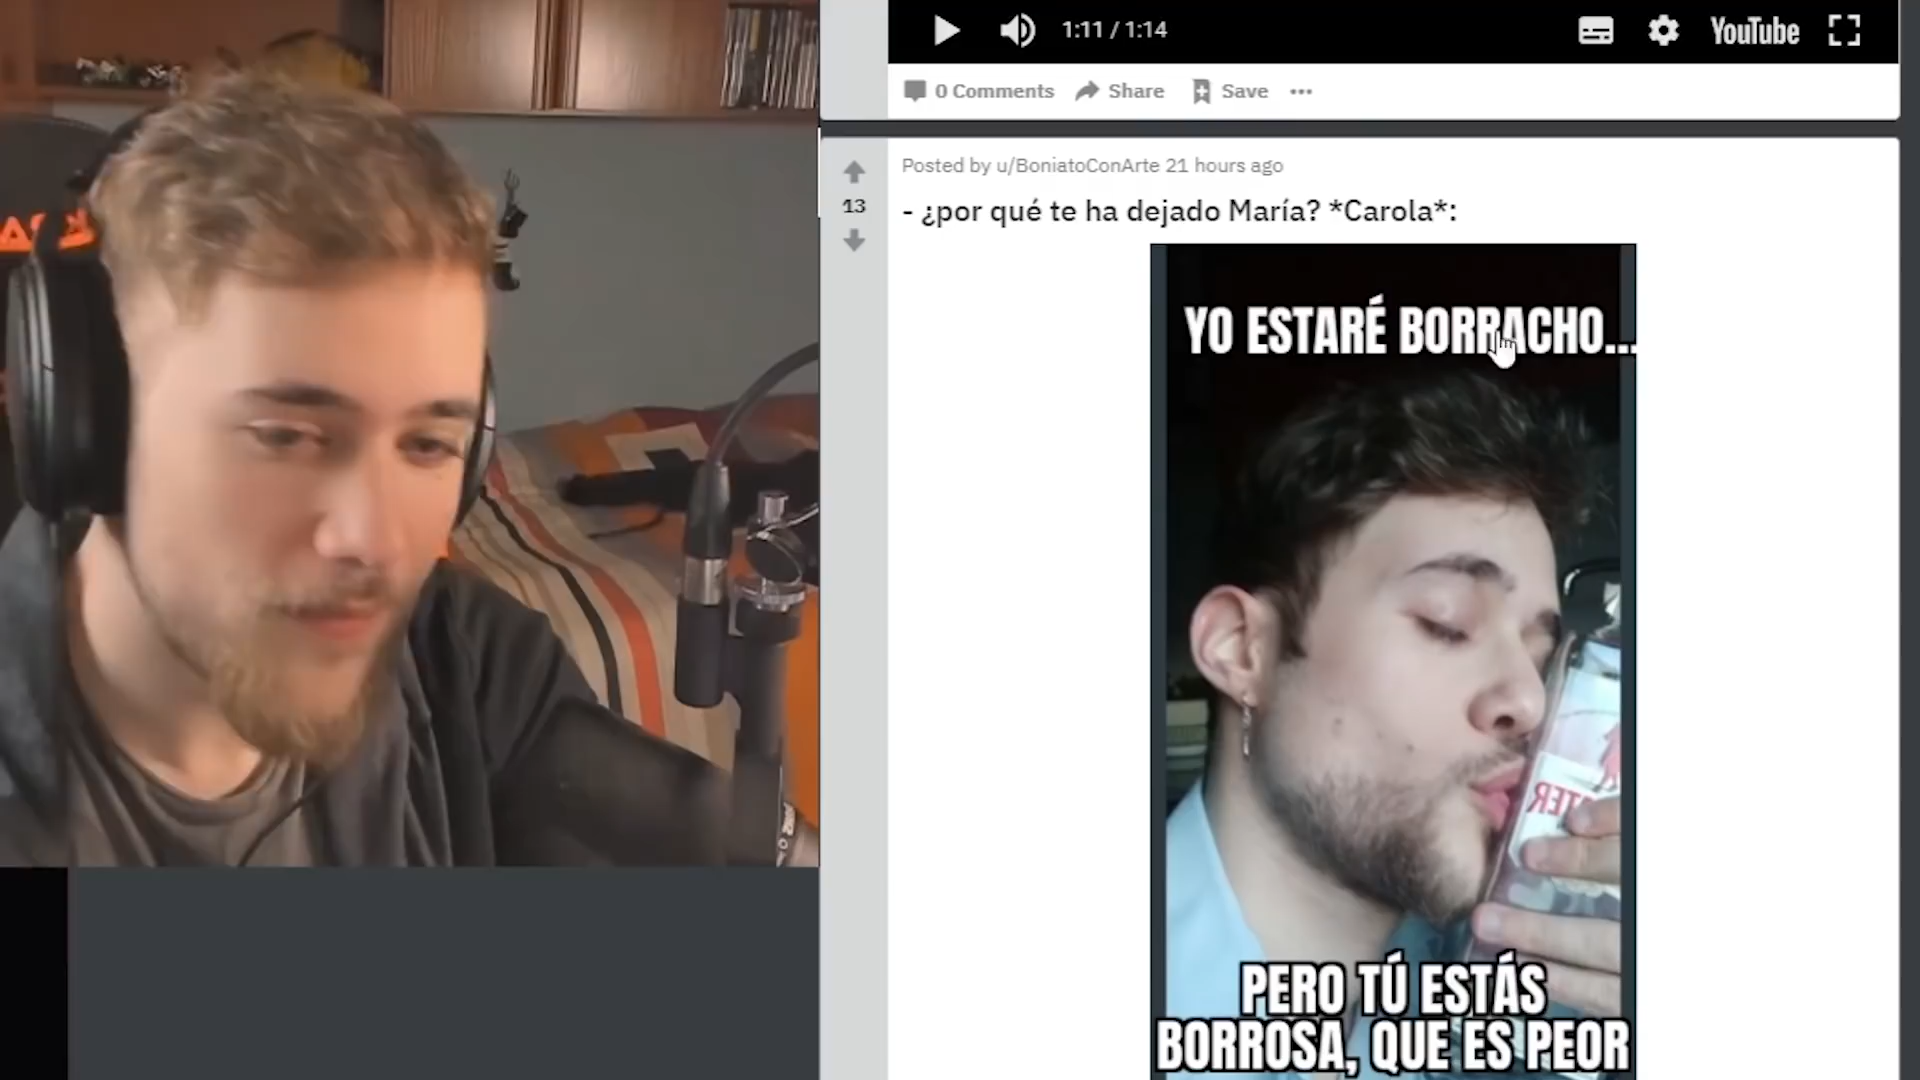 1:11 / 1:14
YouTube
0 Comments
Share
Save
Posted by u/BoniatoConArte 21 hours ago
13
- ¿por qué te ha dejado María? *Carola*:
YO ESTARÉ BORRACHO...
PERO TÚ ESTÁS
BORROSA, QUE ES PEOR